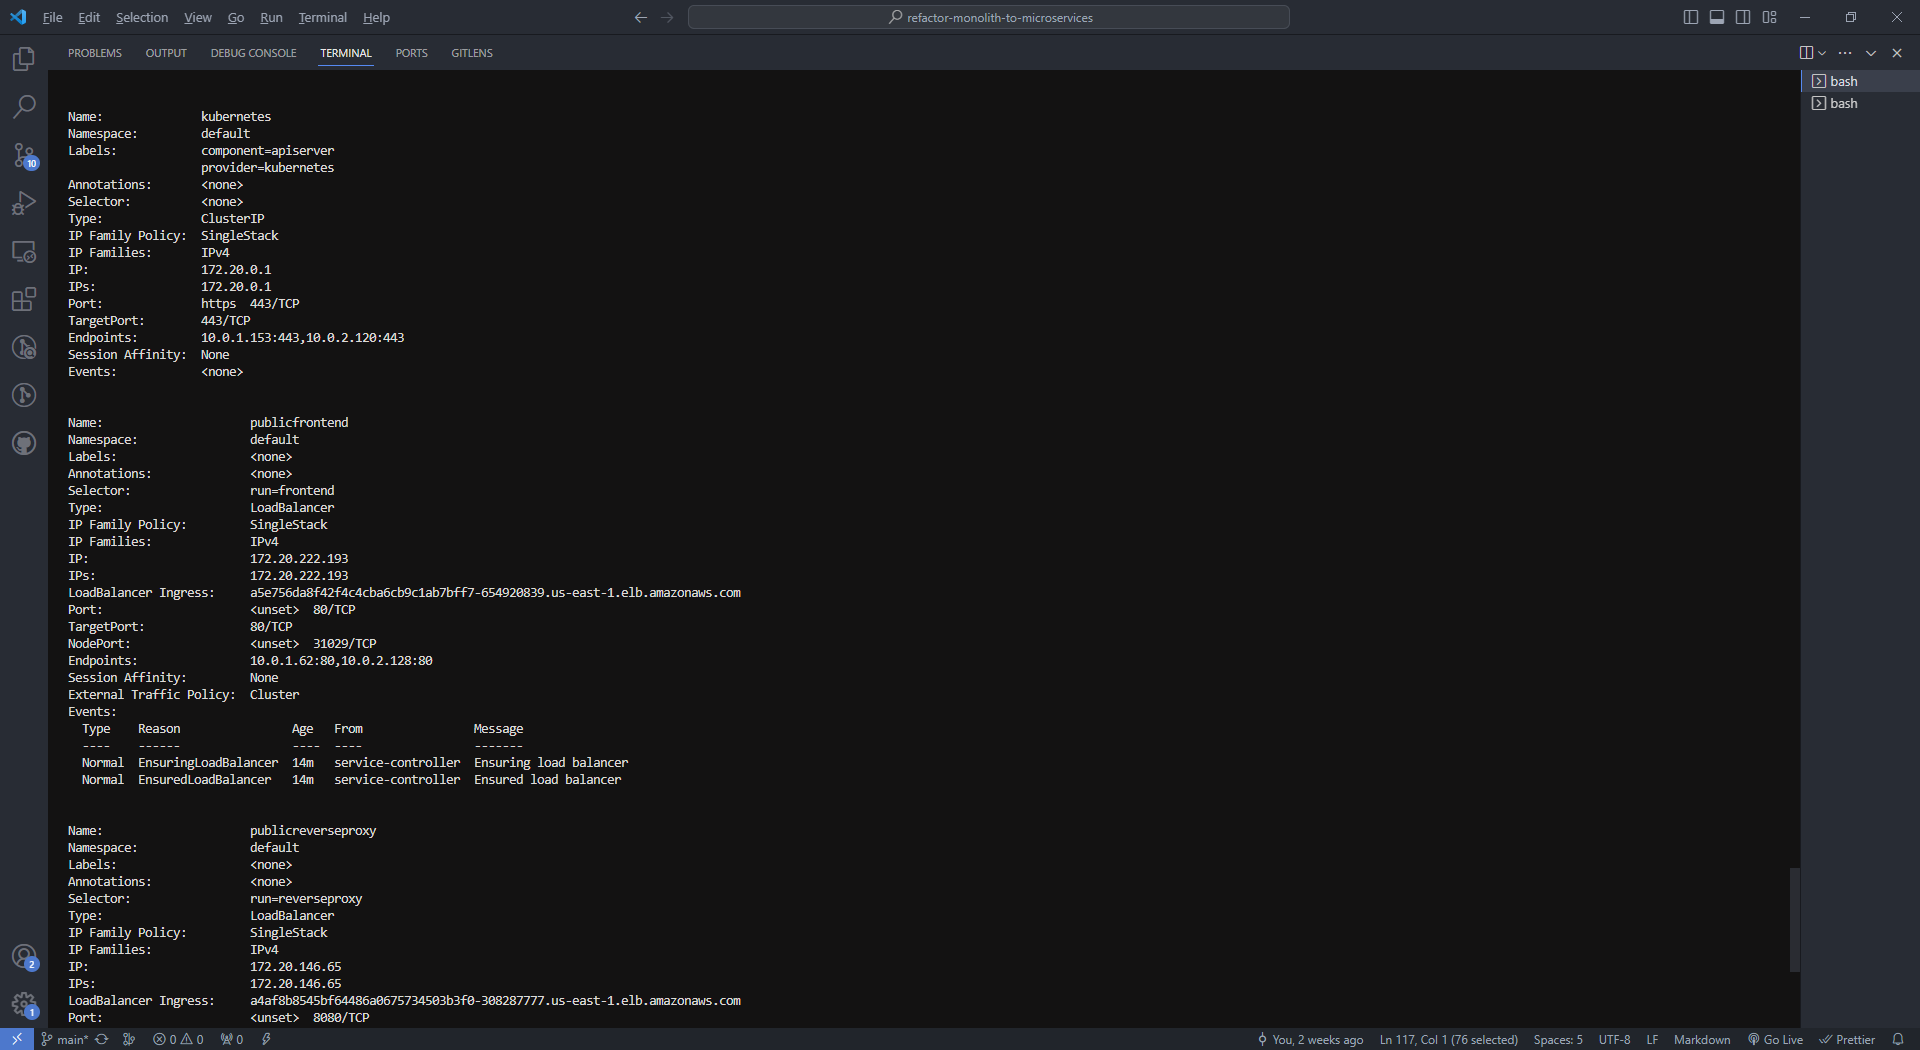 File Edit Selection View Go Run Terminal Help
refactor-monolith-to-microservices
PROBLEMS OUTPUT DEBUG CONSOLE TERMINAL PORTS GITLENS
bash
bash
Name: kubernetes
Namespace: default
Labels: component=apiserver
provider=kubernetes
Annotations: <none>
Selector: <none>
Type: ClusterIP
IP Family Policy: SingleStack
IP Families: IPv4
IP: 172.20.0.1
IPs: 172.20.0.1
Port: https 443/TCP
TargetPort: 443/TCP
Endpoints: 10.0.1.153:443,10.0.2.120:443
Session Affinity: None
Events: <none>
Name: publicfrontend
Namespace: default
Labels: <none>
Annotations: <none>
Selector: run=frontend
Type: LoadBalancer
IP Family Policy: SingleStack
IP Families: IPv4
IP: 172.20.222.193
IPs: 172.20.222.193
LoadBalancer Ingress: a5e756da8f42f4c4cba6cb9c1ab7bff7-654920839.us-east-1.elb.amazonaws.com
Port: <unset> 80/TCP
TargetPort: 80/TCP
NodePort: <unset> 31029/TCP
Endpoints: 10.0.1.62:80,10.0.2.128:80
Session Affinity: None
External Traffic Policy: Cluster
Events:
Type Reason Age From Message
---- ------ ---- ---- -------
Normal EnsuringLoadBalancer 14m service-controller Ensuring load balancer
Normal EnsuredLoadBalancer 14m service-controller Ensured load balancer
Name: publicreverseproxy
Namespace: default
Labels: <none>
Annotations: <none>
Selector: run=reverseproxy
Type: LoadBalancer
IP Family Policy: SingleStack
IP Families: IPv4
IP: 172.20.146.65
IPs: 172.20.146.65
LoadBalancer Ingress: a4af8b8545bf64486a0675734503b3f0-308287777.us-east-1.elb.amazonaws.com
Port: <unset> 8080/TCP
10
2
1
main* 0 0 0 You, 2 weeks ago Ln 117, Col 1 (76 selected) Spaces: 5 UTF-8 LF Markdown Go Live Prettier